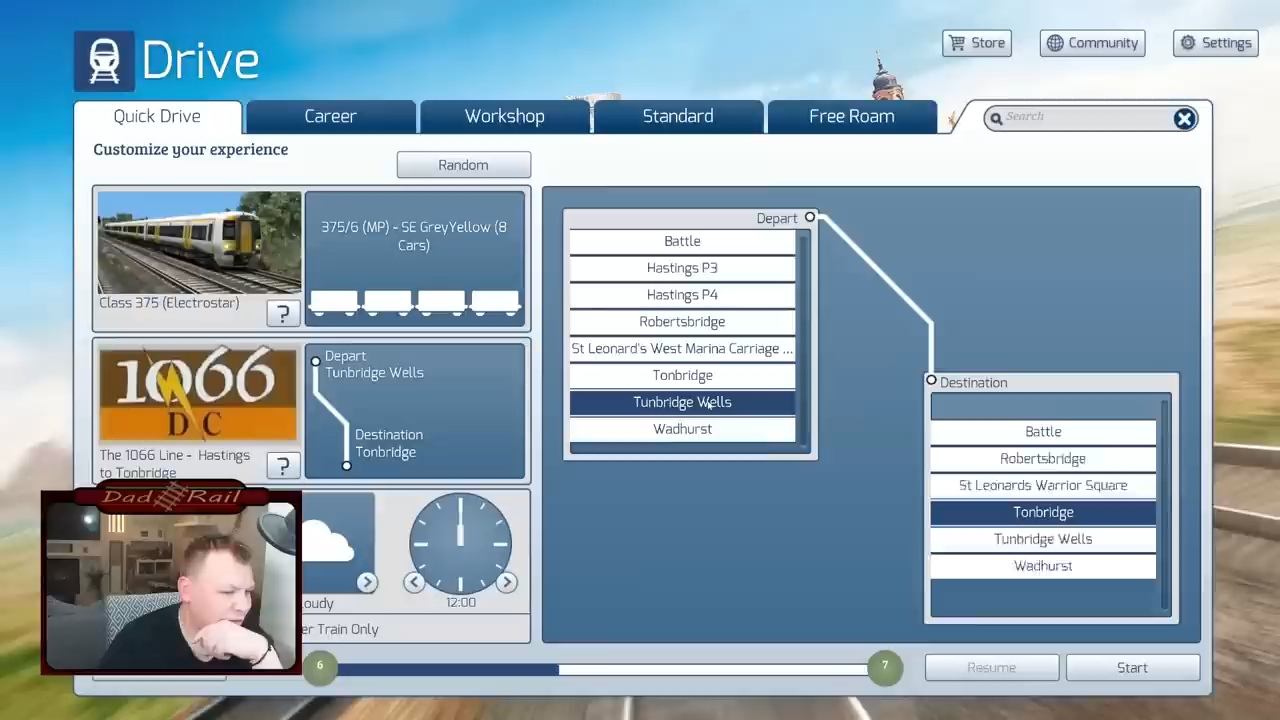 Drive
Store
Community
Settings
Quick Drive
Career
Workshop
Standard
Free Roam
Search
Customize your experience
Random
375/6 (MP) - SE GreyYellow (8
Cars)
Class 375 (Electrostar)
?
1066
DC
The 1066 Line - Hastings
to Tonbridge
?
Depart
Tunbridge Wells
Destination
Tonbridge
Depart
Battle
Hastings P3
Hastings P4
Robertsbridge
St Leonard's West Marina Carriage ...
Tonbridge
Tunbridge Wells
Wadhurst
Destination
Battle
Robertsbridge
St Leonards Warrior Square
Tonbridge
Tunbridge Wells
Wadhurst
Dad Rail
oudy
12:00
er Train Only
6
7
Resume
Start